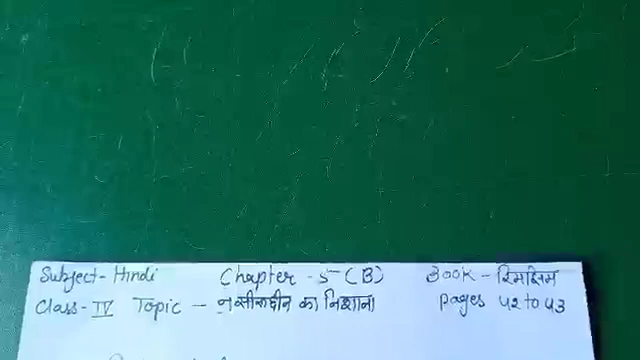 Subject - Hindi Chapter - 5 (B) Book - रिमझिम
Class - IV Topic - नसीरूद्दीन का निशाना pages 42 to 43